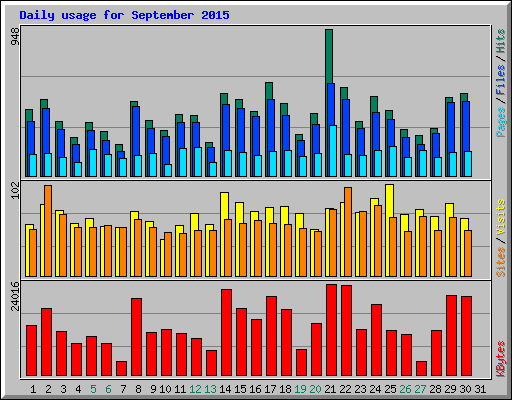 Daily usage for September 2015
948
Pages / Files / Hits
102
Sites / Visits
24016
KBytes
1 2 3 4 5 6 7 8 9 10 11 12 13 14 15 16 17 18 19 20 21 22 23 24 25 26 27 28 29 30 31